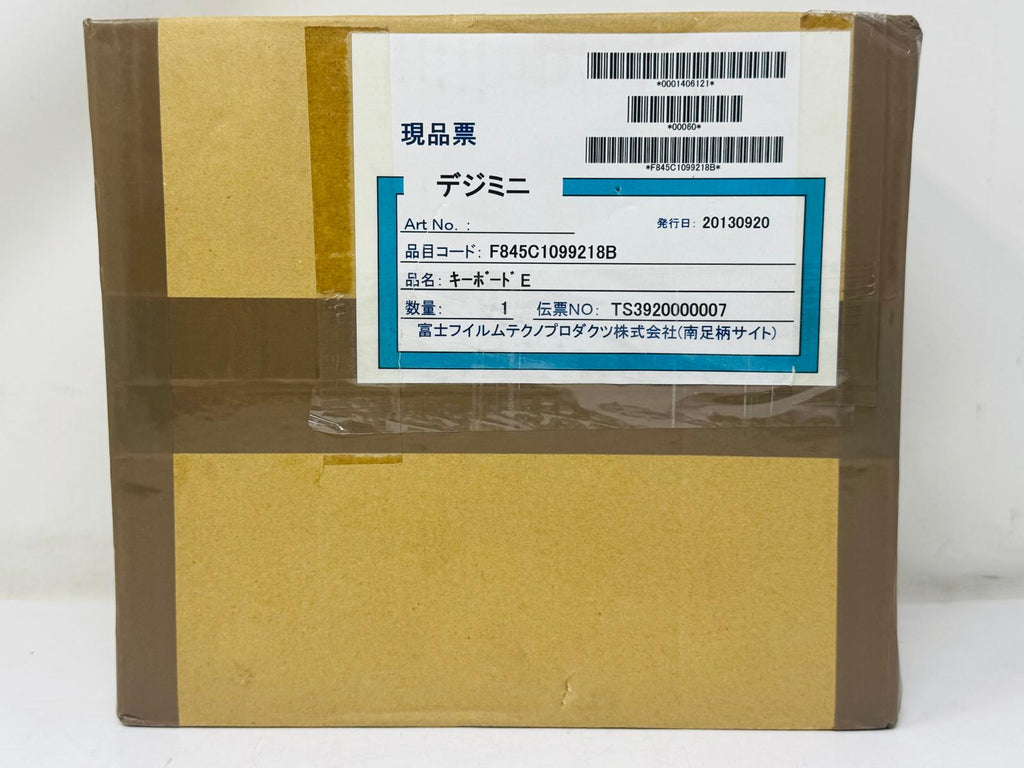 *0001406121*
*00060*
*F845C1099218B*
現品票
デジミニ
Art No. :
発行日: 20130920
品目コード: F845C1099218B
品名: キーボード E
数量: 1 伝票NO: TS3920000007
富士フイルムテクノプロダクツ株式会社(南足柄サイト)